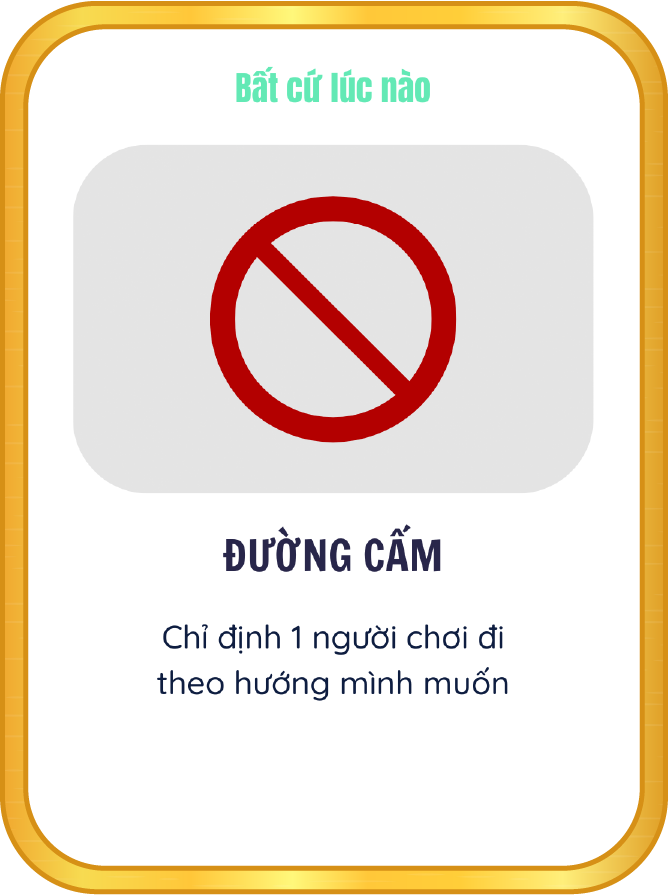 Bất cứ lúc nào
ĐƯỜNG CẤM
Chỉ định 1 người chơi đi
theo hướng mình muốn